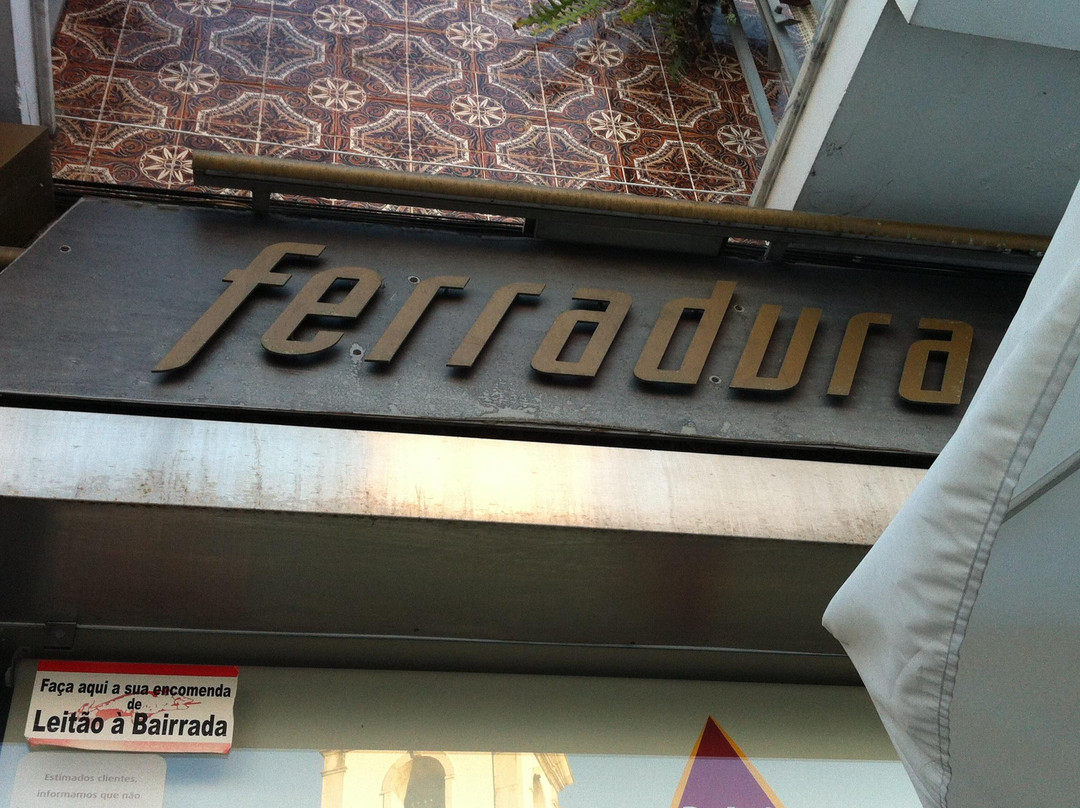 ferradura
Faça aqui a sua encomenda
de
Leitão à Bairrada
Estimados clientes,
informamos que não